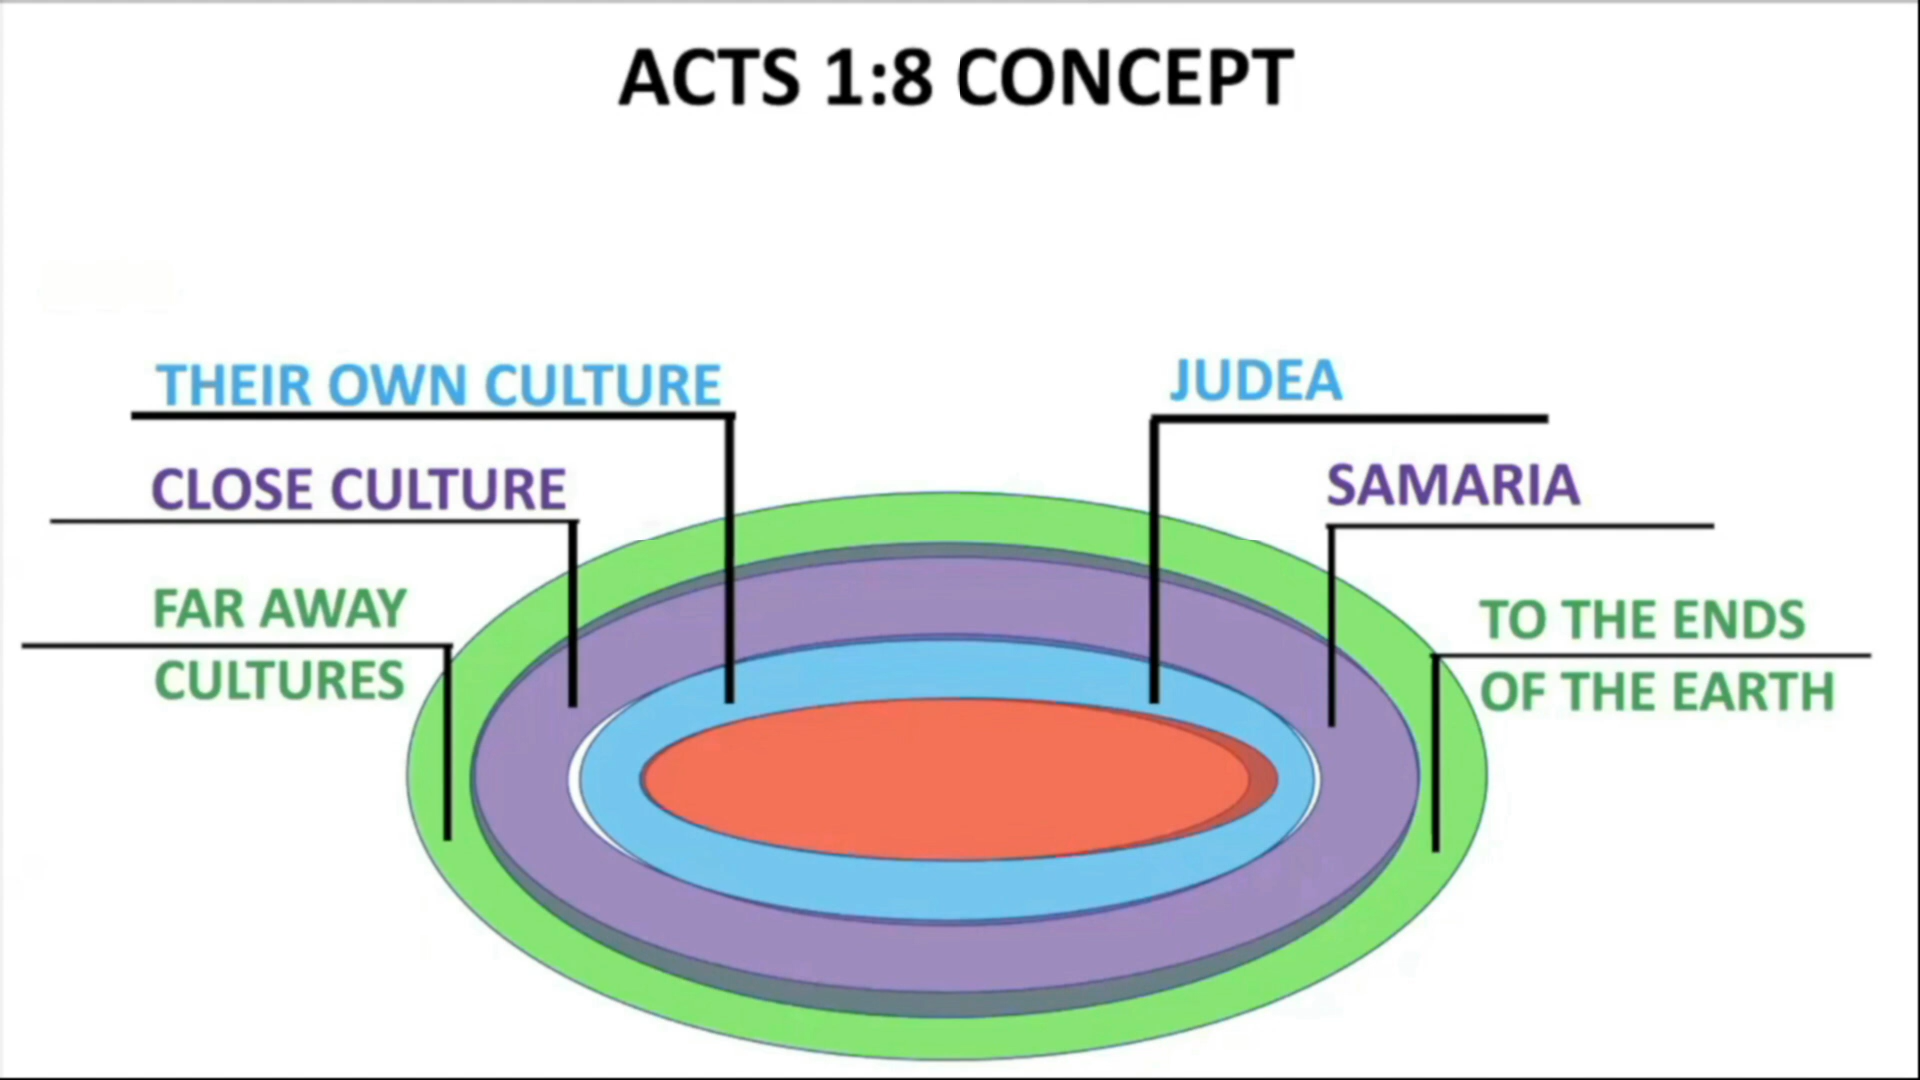 ACTS 1:8 CONCEPT
THEIR OWN CULTURE
CLOSE CULTURE
FAR AWAY
CULTURES
JUDEA
SAMARIA
TO THE ENDS
OF THE EARTH